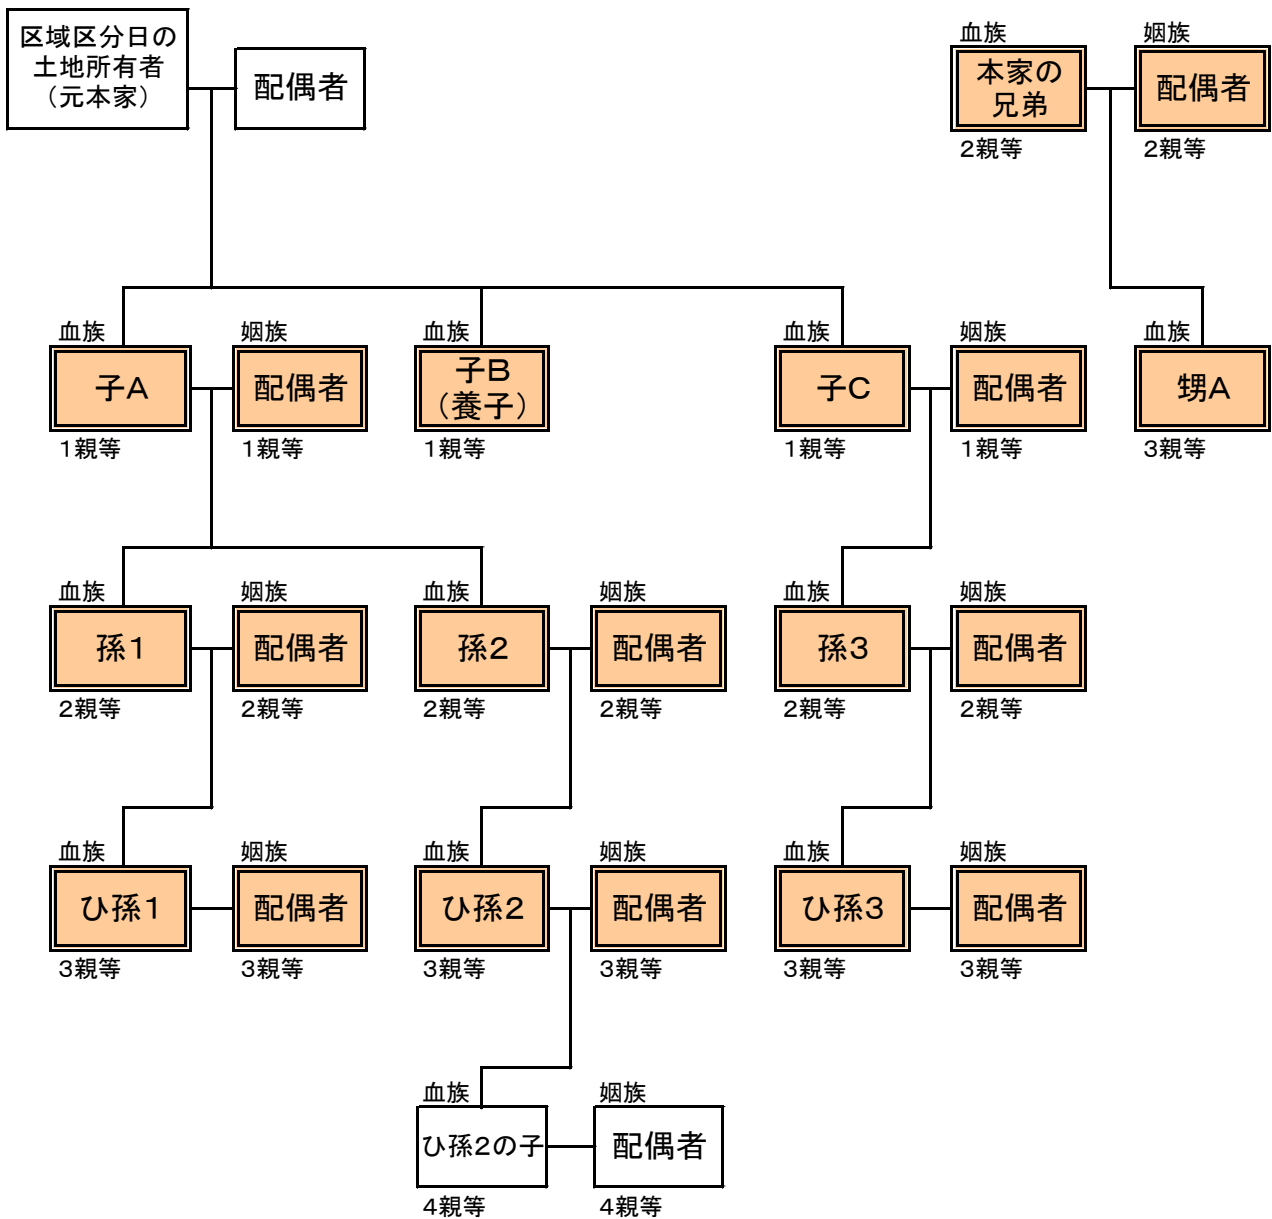 区域区分日の
土地所有者
（元本家）
配偶者
血族
姻族
本家の
兄弟
配偶者
2親等
2親等
血族
姻族
血族
血族
姻族
血族
子A
配偶者
子B
（養子）
子C
配偶者
甥A
1親等
1親等
1親等
1親等
1親等
3親等
血族
姻族
血族
姻族
血族
姻族
孫1
配偶者
孫2
配偶者
孫3
配偶者
2親等
2親等
2親等
2親等
2親等
2親等
血族
姻族
血族
姻族
血族
姻族
ひ孫1
配偶者
ひ孫2
配偶者
ひ孫3
配偶者
3親等
3親等
3親等
3親等
3親等
3親等
血族
姻族
ひ孫2の子
配偶者
4親等
4親等